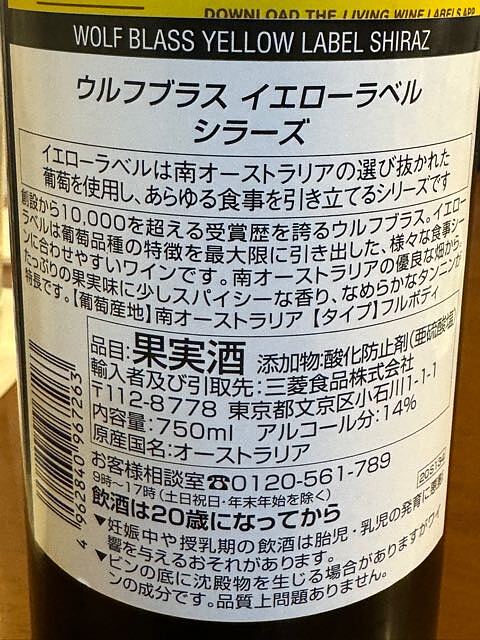 DOWNLOAD THE LIVING WINE LABELS APP
WOLF BLASS YELLOW LABEL SHIRAZ
ウルフブラス イエローラベル
シラーズ
イエローラベルは南オーストラリアの選び抜かれた
葡萄を使用し、あらゆる食事を引き立てるシリーズです
創設から10,000を超える受賞歴を誇るウルフブラス。イエロー
ラベルは葡萄品種の特徴を最大限に引き出した、様々な食事シー
ンに合わせやすいワインです。南オーストラリアの優良な畑から、
たっぷりの果実味に少しスパイシーな香り、なめらかなタンニンが
特長です。【葡萄産地】南オーストラリア 【タイプ】フルボディ
品目:果実酒 添加物:酸化防止剤(亜硫酸塩)
輸入者及び引取先:三菱食品株式会社
〒112-8778 東京都文京区小石川1-1-1
内容量:750ml アルコール分:14%
原産国名:オーストラリア
お客様相談室☎0120-561-789
9時~17時(土日祝日・年末年始を除く)
飲酒は20歳になってから
▼妊娠中や授乳期の飲酒は胎児・乳児の発育に悪影
響を与えるおそれがあります。
▼ビンの底に沈殿物を生じる場合がありますがワイ
ンの成分です。品質上問題ありません。
4962840967263